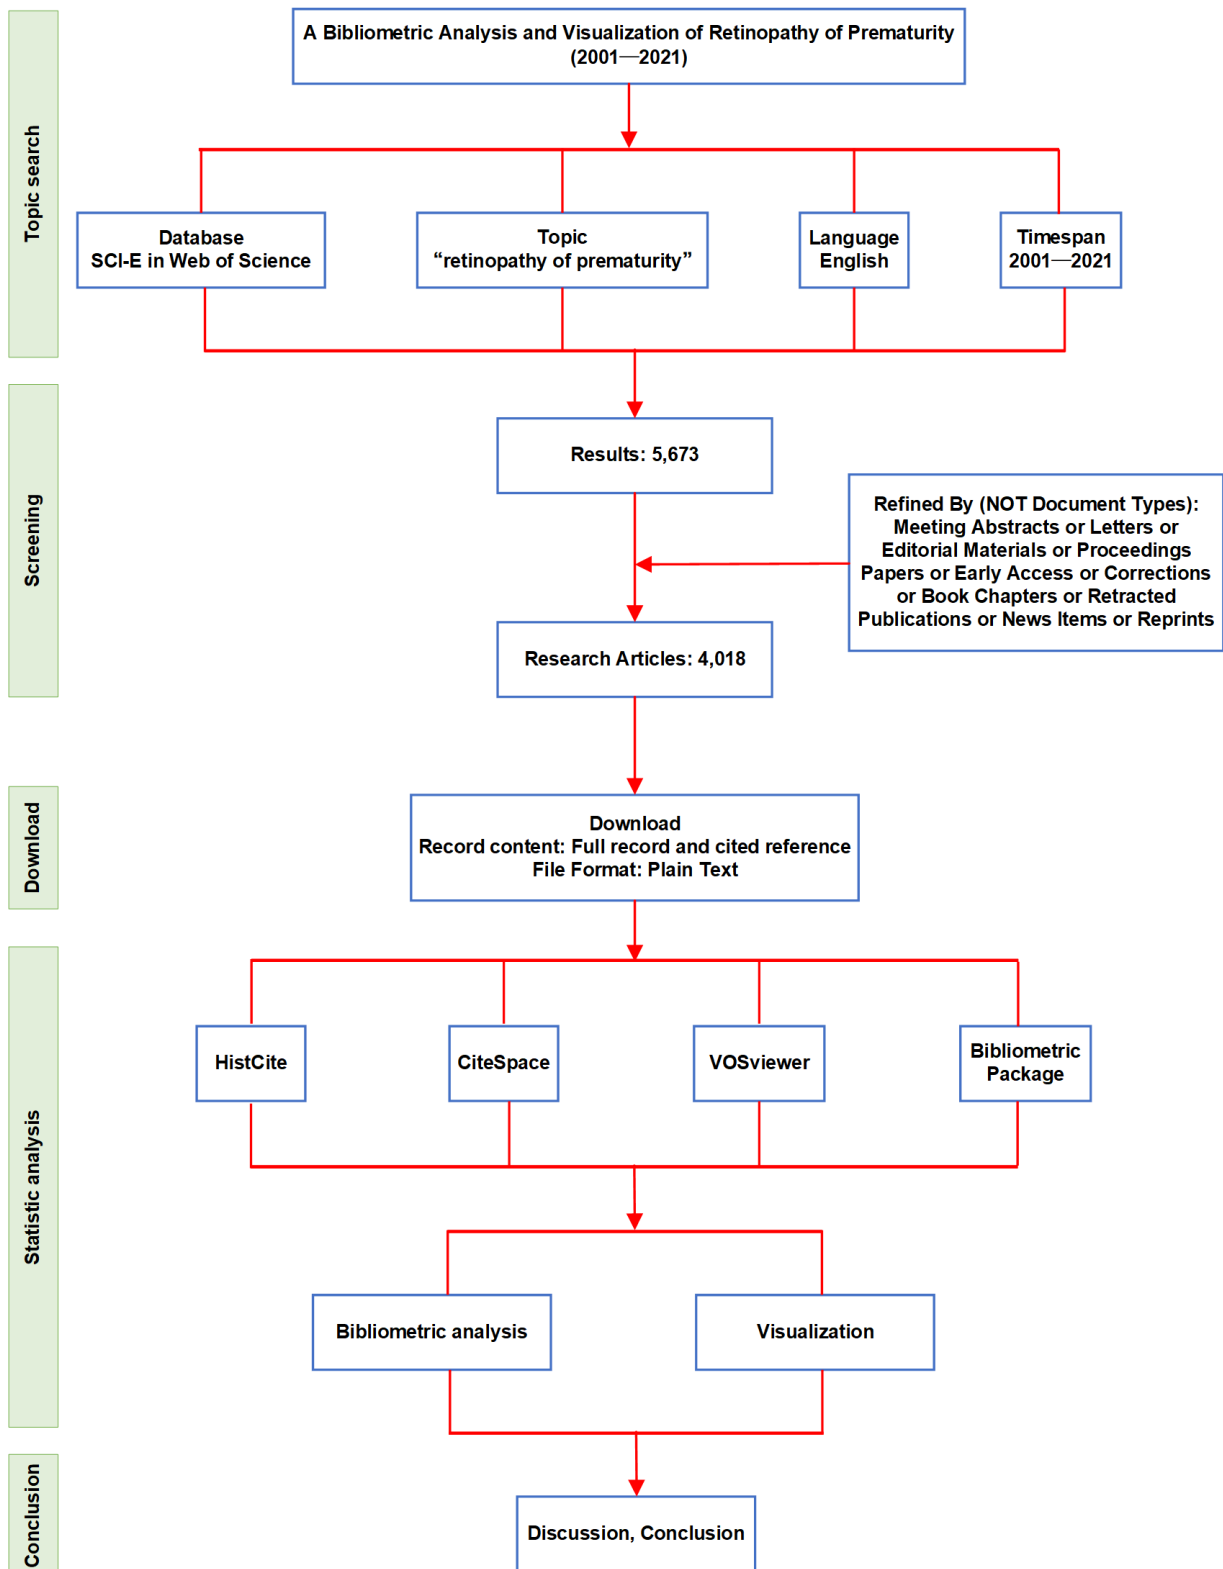 A Bibliometric Analysis and Visualization of Retinopathy of Prematurity
(2001—2021)
Topic search
Database
SCI-E in Web of Science
Topic
“retinopathy of prematurity”
Language
English
Timespan
2001—2021
Screening
Results: 5,673
Refined By (NOT Document Types):
Meeting Abstracts or Letters or
Editorial Materials or Proceedings
Papers or Early Access or Corrections
or Book Chapters or Retracted
Publications or News Items or Reprints
Research Articles: 4,018
Download
Download
Record content: Full record and cited reference
File Format: Plain Text
Statistic analysis
HistCite
CiteSpace
VOSviewer
Bibliometric
Package
Bibliometric analysis
Visualization
Conclusion
Discussion, Conclusion